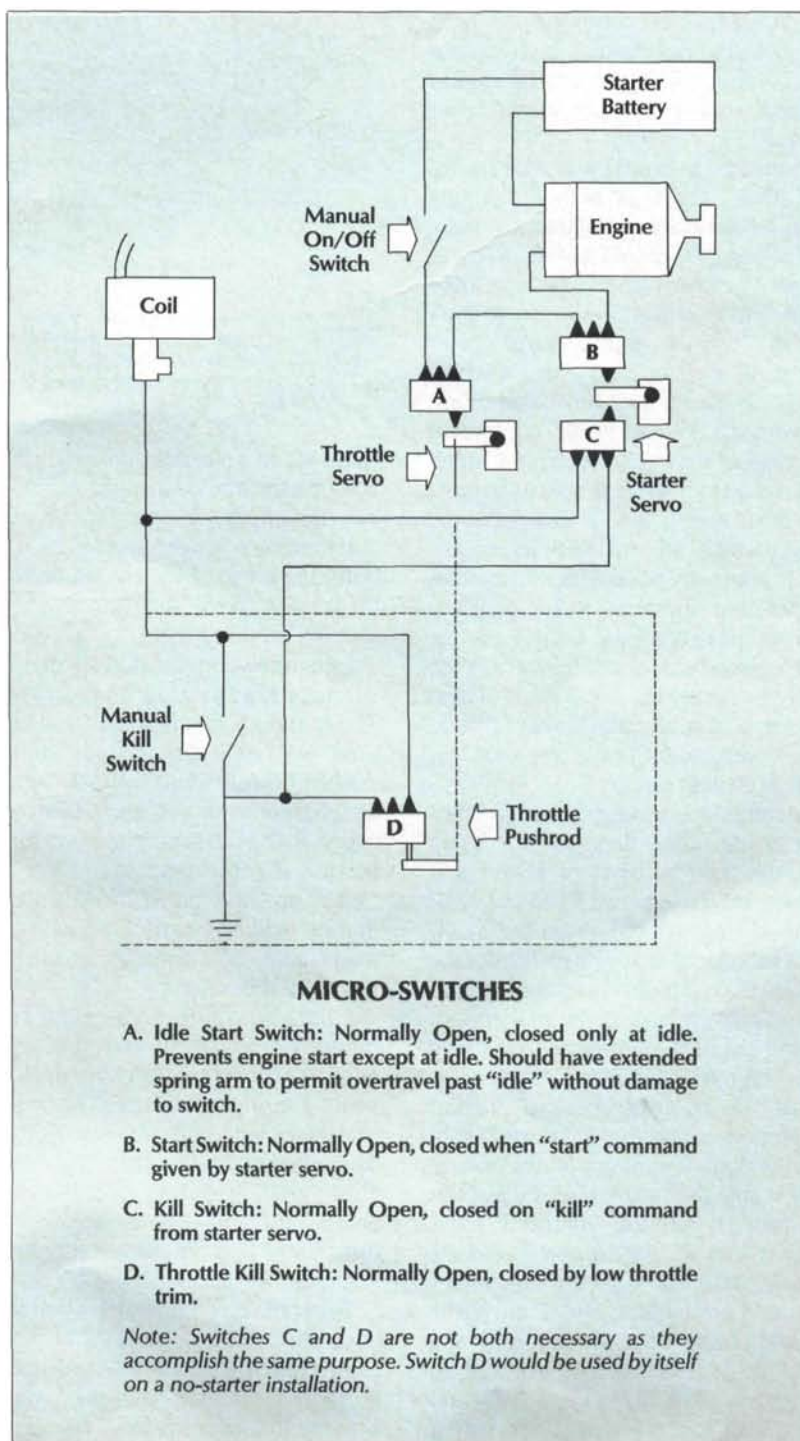 Starter
Battery
Manual
On/Off
Switch
Engine
Coil
B
A
C
Throttle
Servo
Starter
Servo
Manual
Kill
Switch
D
Throttle
Pushrod
MICRO-SWITCHES
A. Idle Start Switch: Normally Open, closed only at idle.
Prevents engine start except at idle. Should have extended
spring arm to permit overtravel past "idle" without damage
to switch.
B. Start Switch: Normally Open, closed when "start" command
given by starter servo.
C. Kill Switch: Normally Open, closed on "kill" command
from starter servo.
D. Throttle Kill Switch: Normally Open, closed by low throttle
trim.
Note: Switches C and D are not both necessary as they
accomplish the same purpose. Switch D would be used by itself
on a no-starter installation.